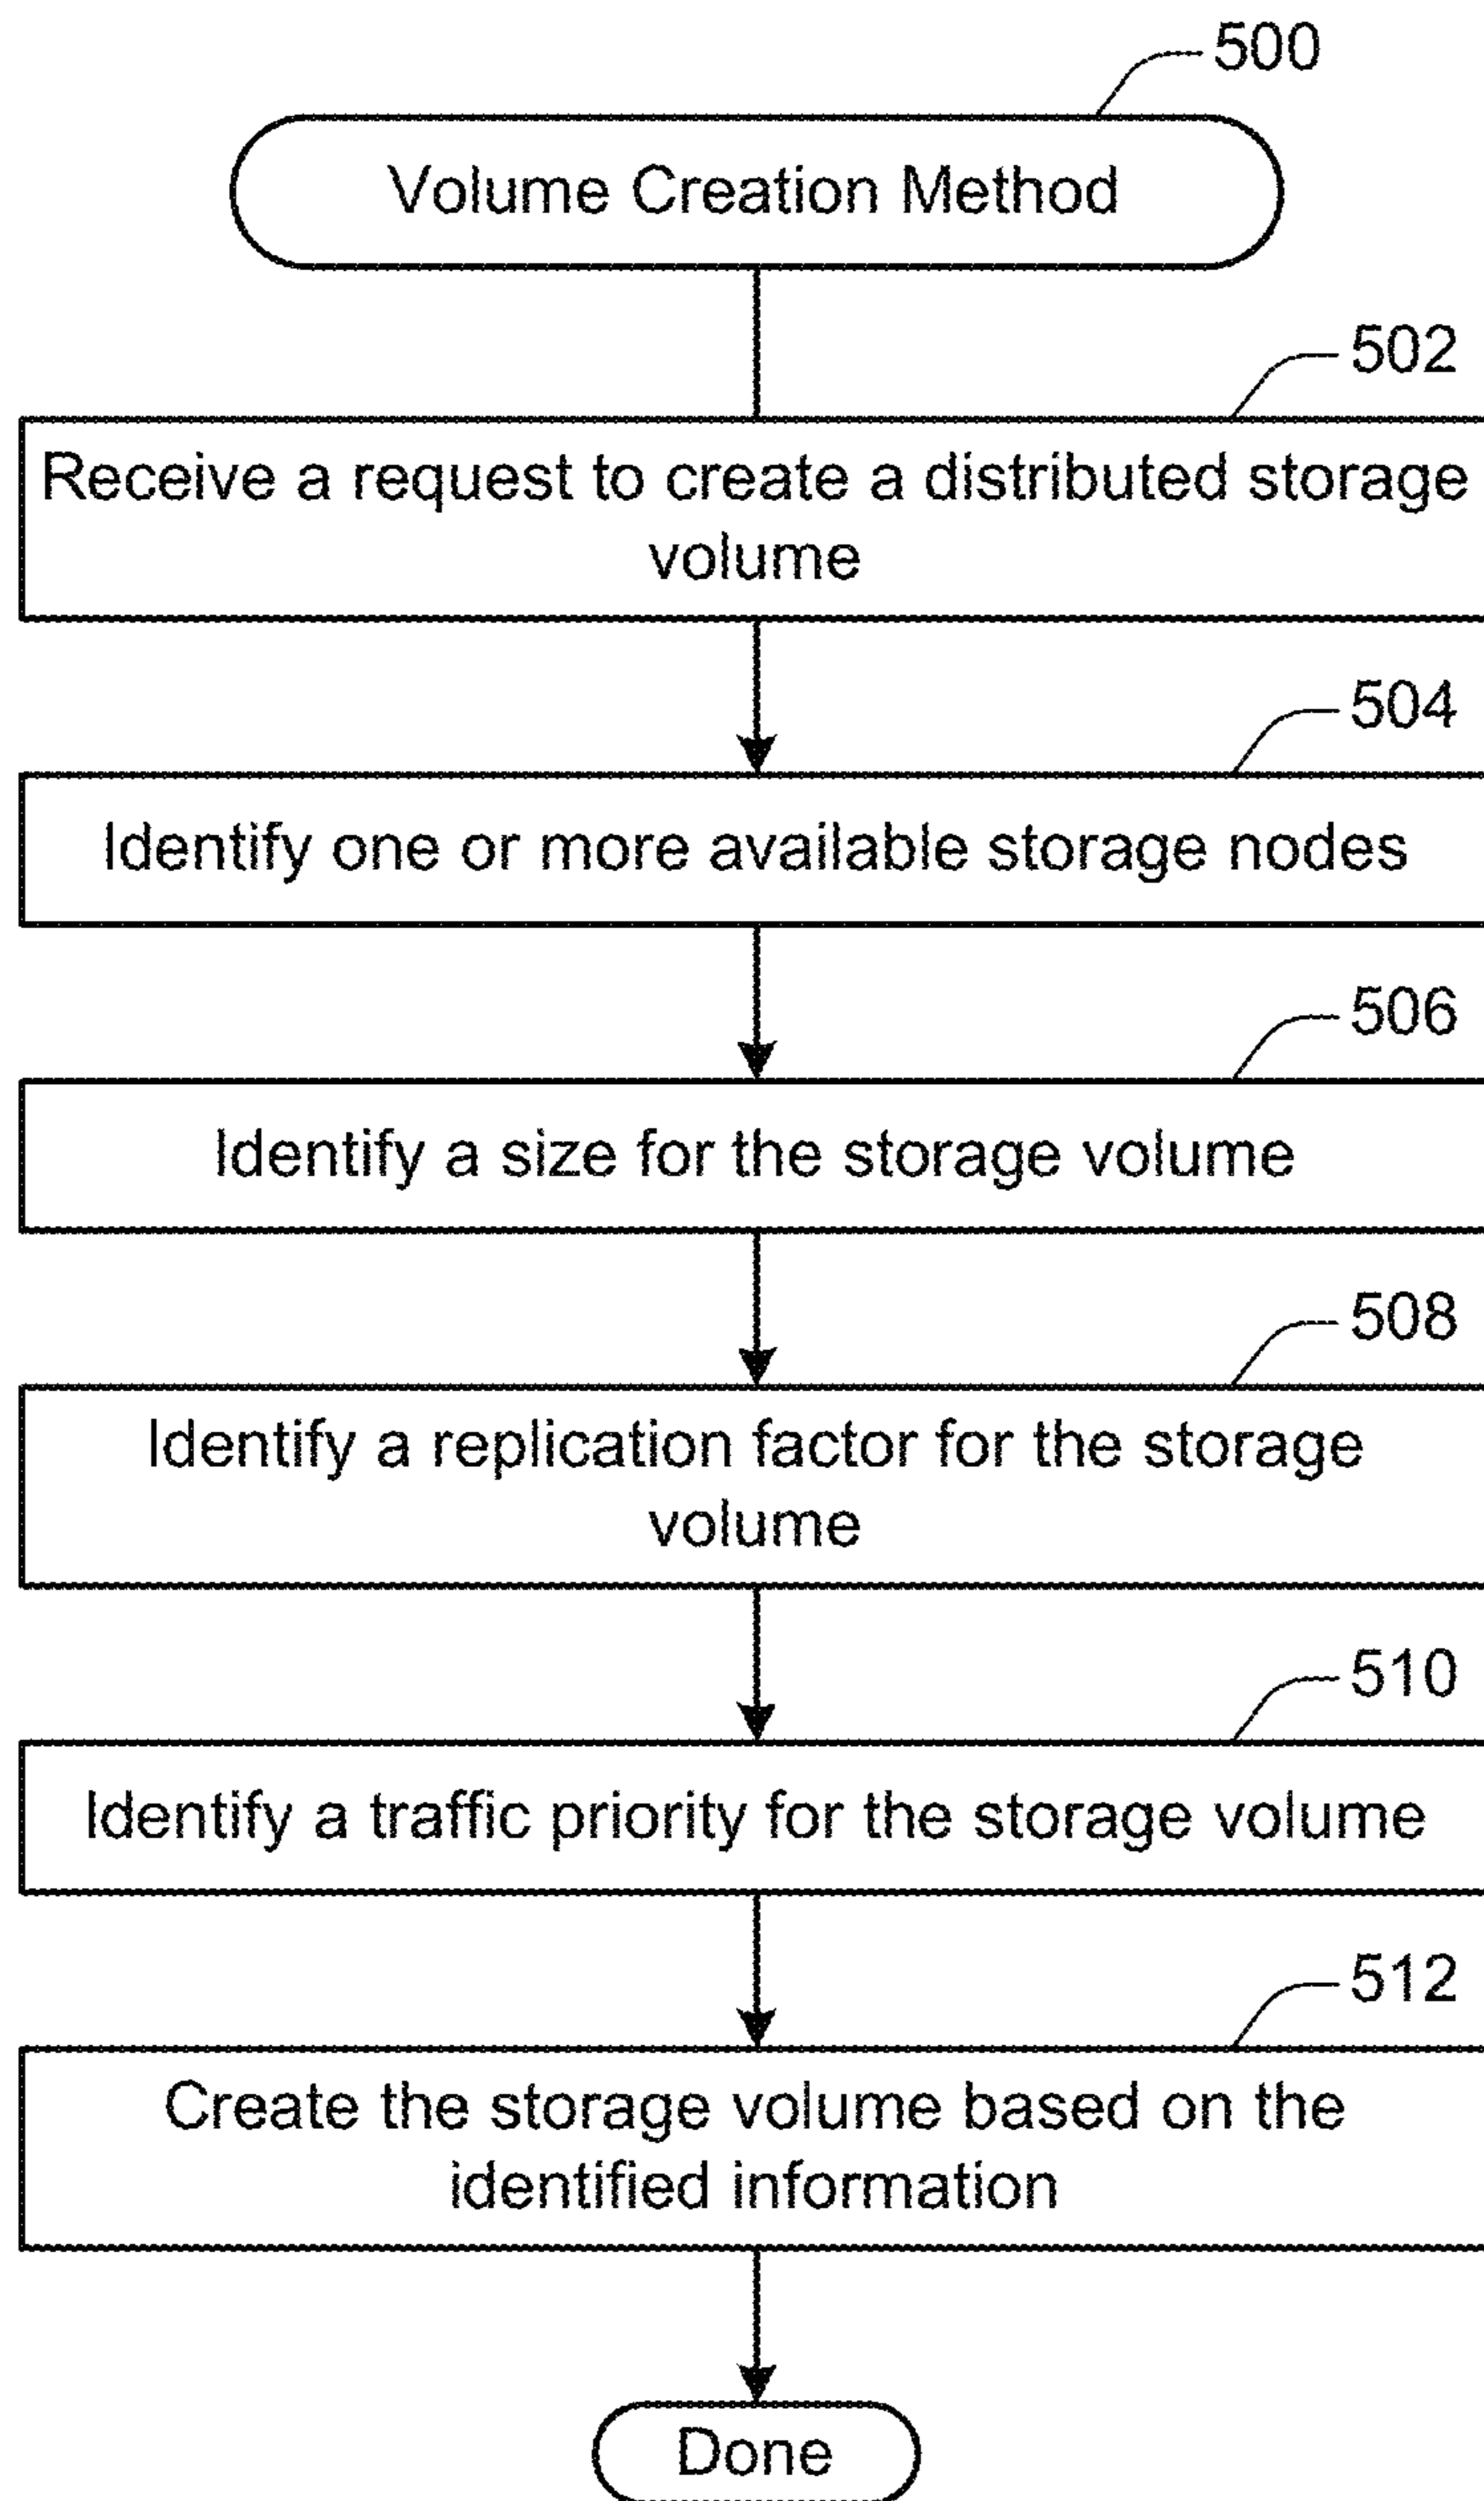 500
Volume Creation Method
502
Receive a request to create a distributed storage
volume
504
Identify one or more available storage nodes
506
Identify a size for the storage volume
508
Identify a replication factor for the storage
volume
510
Identify a traffic priority for the storage volume
512
Create the storage volume based on the
identified information
Done